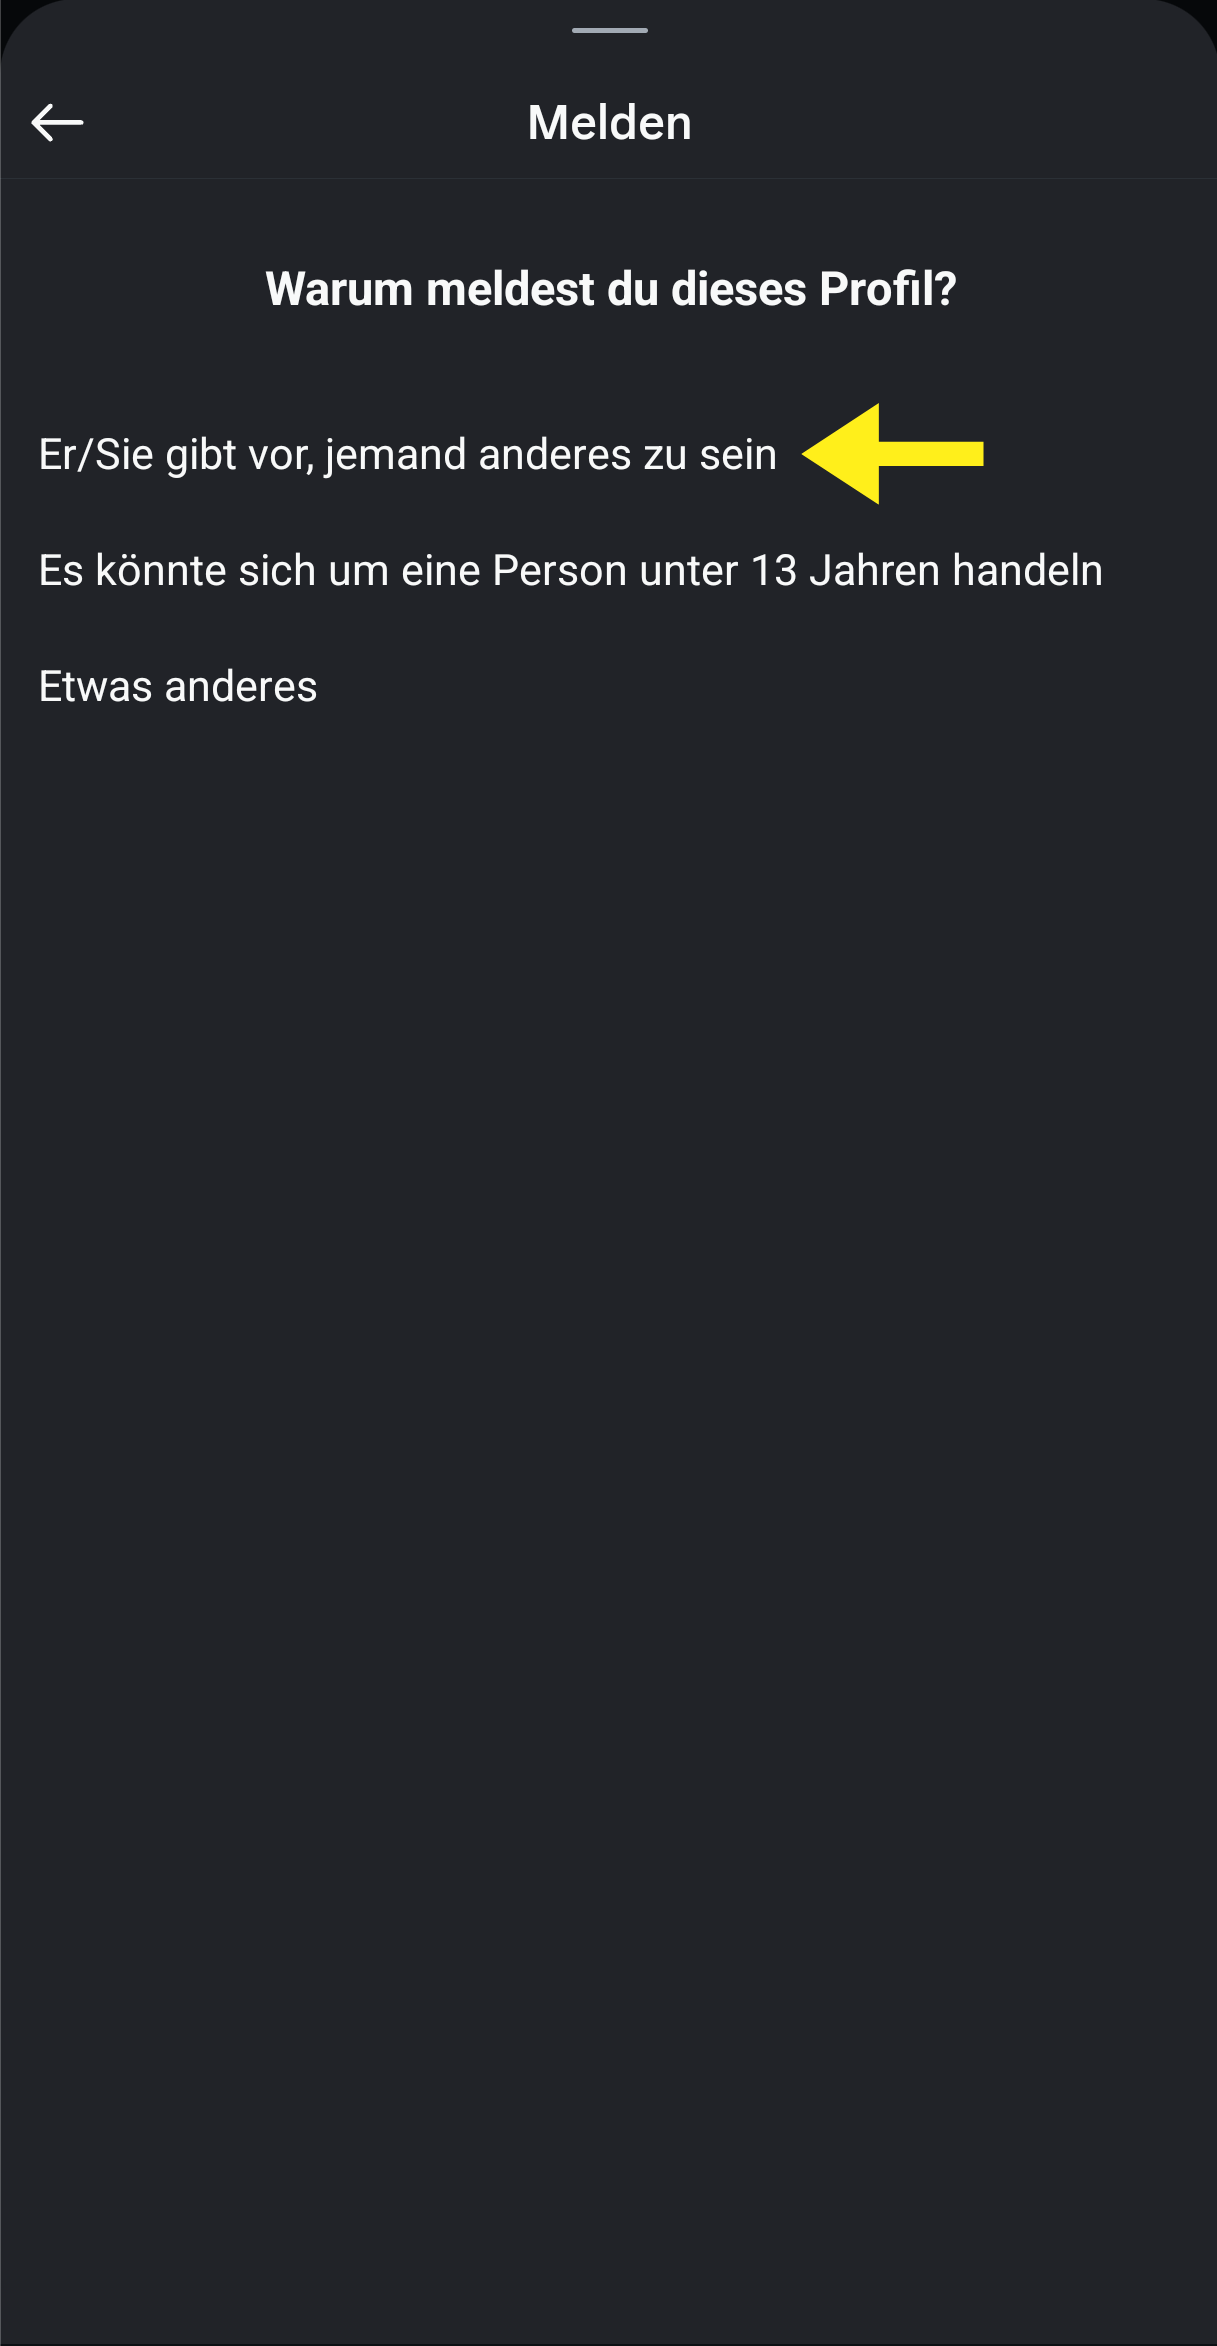 Melden
Warum meldest du dieses Profil?
Er/Sie gibt vor, jemand anderes zu sein
Es könnte sich um eine Person unter 13 Jahren handeln
Etwas anderes